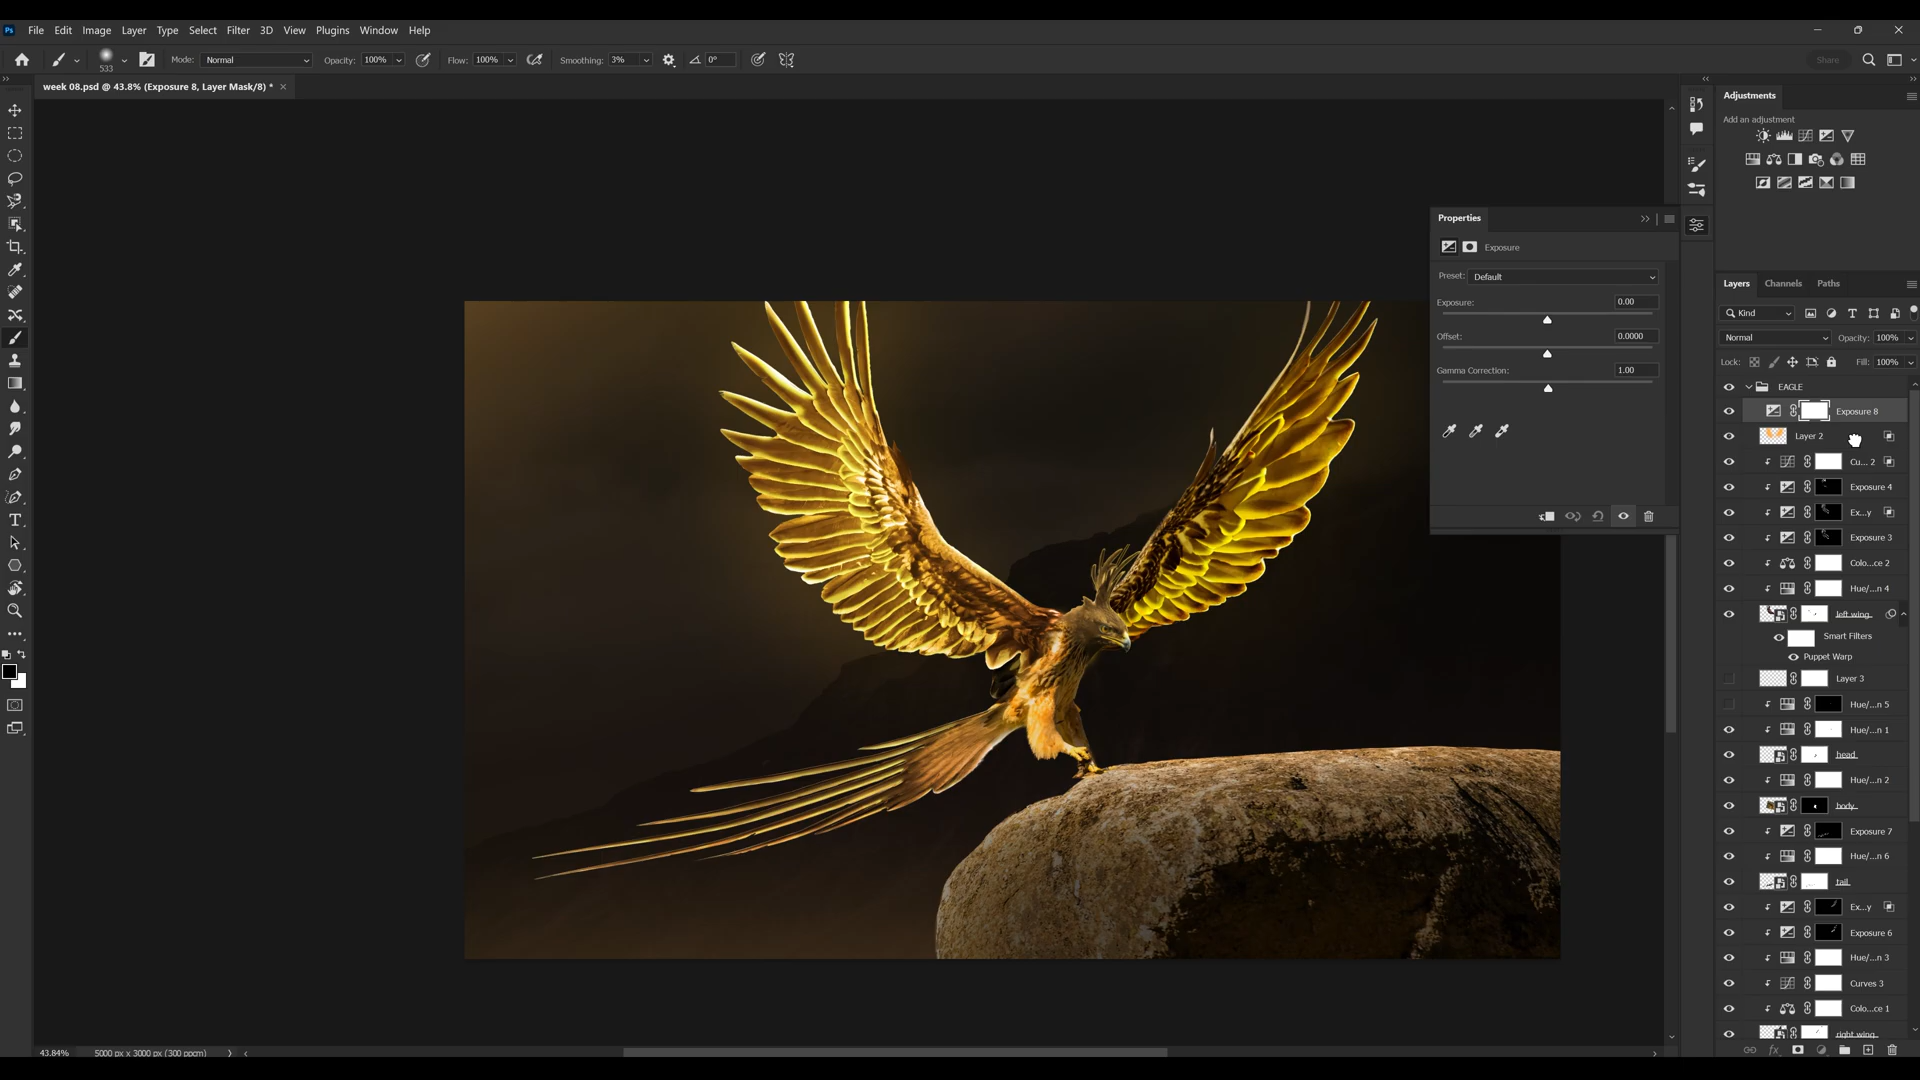 Ps File Edit Image Layer Type Select Filter 3D View Plugins Window Help
533 Mode: Normal Opacity: 100% Flow: 100% Smoothing: 3% 0° Share
week 08.psd @ 43.8% (Exposure 8, Layer Mask/8) *
Adjustments
Add an adjustment
Properties
Exposure
Preset: Default
Exposure: 0.00
Offset: 0.0000
Gamma Correction: 1.00
Layers Channels Paths
Kind
Normal Opacity: 100%
Lock: Fill: 100%
EAGLE
Exposure 8
Layer 2
Cu... 2
Exposure 4
Ex...y
Exposure 3
Colo...ce 2
Hue/...n 4
left wing
Smart Filters
Puppet Warp
Layer 3
Hue/...n 5
Hue/...n 1
head
Hue/...n 2
body
Exposure 7
Hue/...n 6
tail
Ex...y
Exposure 6
Hue/...n 3
Curves 3
Colo...ce 1
right wing
43.84% 5000 px x 3000 px (300 ppcm)